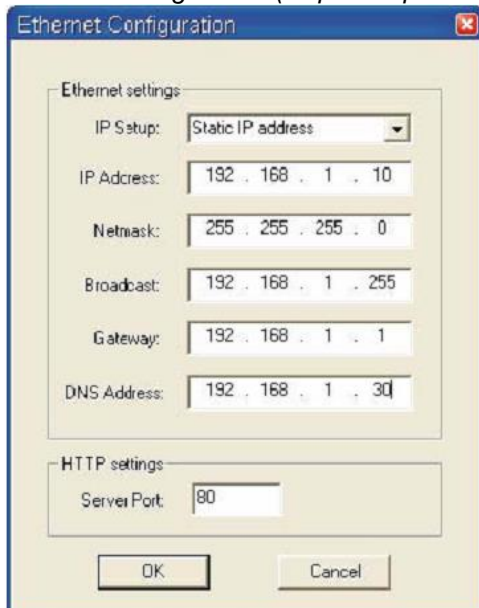 Ethernet Configuration
Ethernet settings
IP Setup: Static IP address
IP Address: 192 . 168 . 1 . 10
Netmask: 255 . 255 . 255 . 0
Broadcast: 192 . 168 . 1 . 255
Gateway: 192 . 168 . 1 . 1
DNS Address: 192 . 168 . 1 . 30
HTTP settings
Server Port: 80
OK Cancel